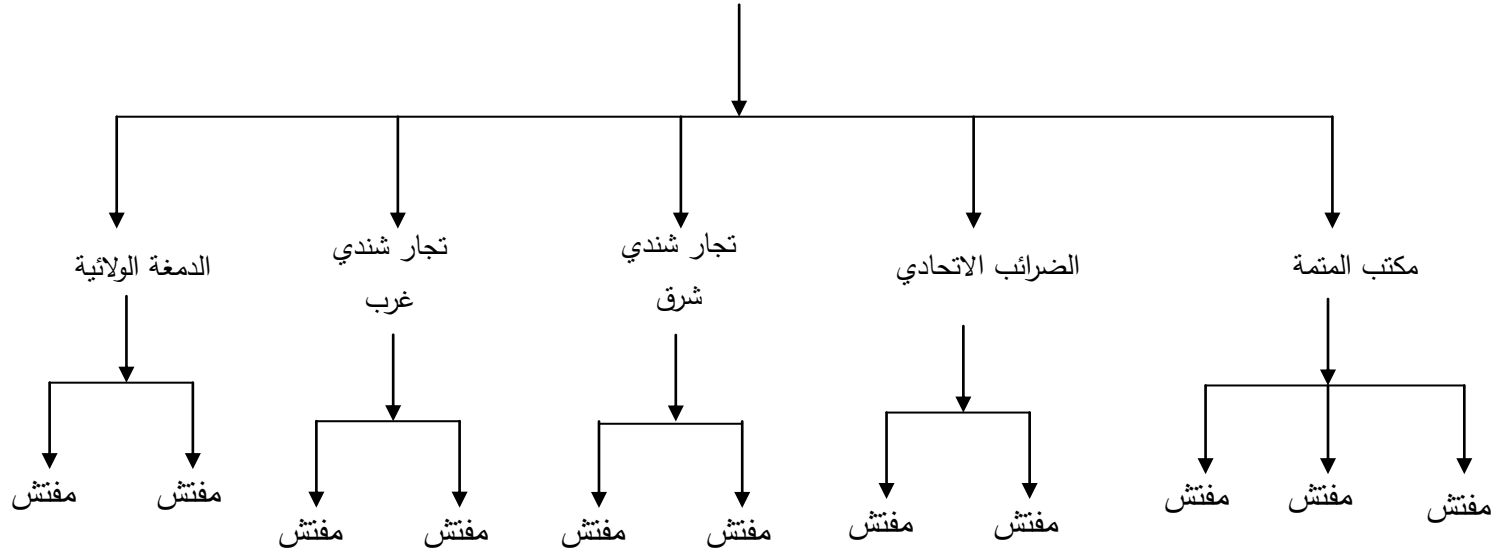 مكتب المتمة
الضرائب الاتحادي
تجار شندي
شرق
تجار شندي
غرب
الدمغة الولائية
مفتش
مفتش
مفتش
مفتش
مفتش
مفتش
مفتش
مفتش
مفتش
مفتش
مفتش